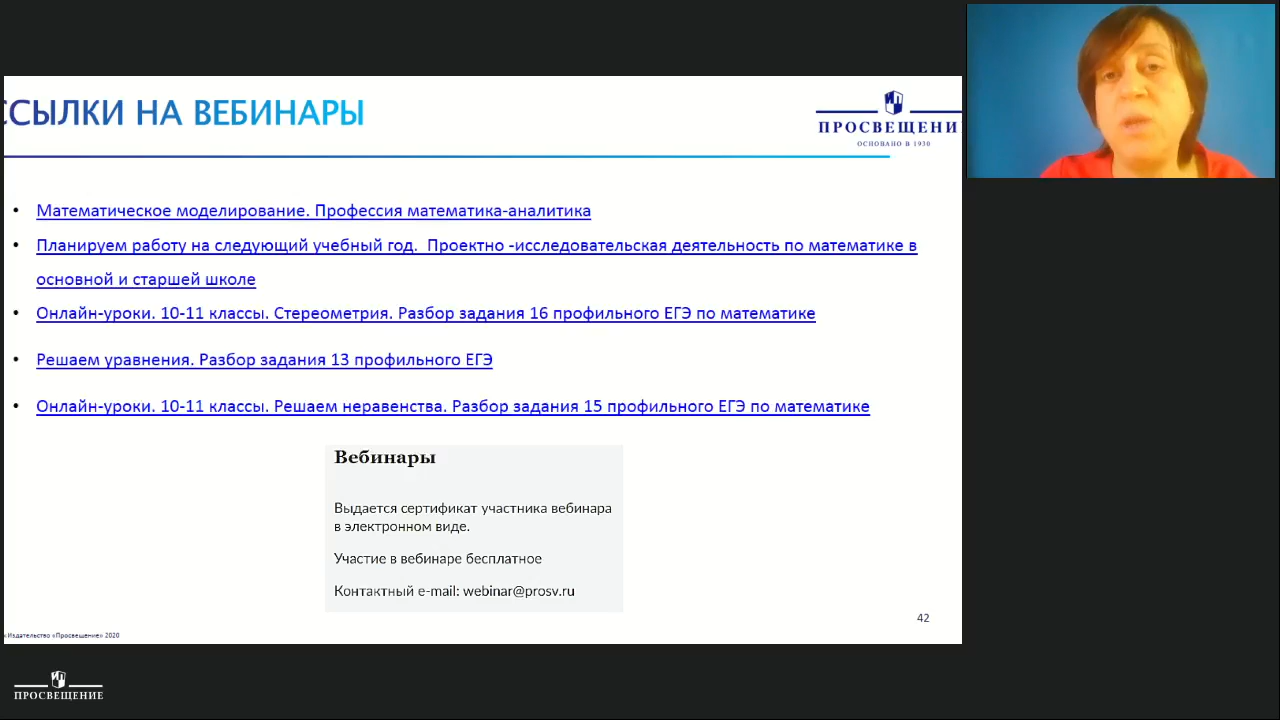 ССЫЛКИ НА ВЕБИНАРЫ
ПРОСВЕЩЕНИ
ОСНОВАНО В 1930
• Математическое моделирование. Профессия математика-аналитика
• Планируем работу на следующий учебный год. Проектно -исследовательская деятельность по математике в
основной и старшей школе
• Онлайн-уроки. 10-11 классы. Стереометрия. Разбор задания 16 профильного ЕГЭ по математике
• Решаем уравнения. Разбор задания 13 профильного ЕГЭ
• Онлайн-уроки. 10-11 классы. Решаем неравенства. Разбор задания 15 профильного ЕГЭ по математике
Вебинары
Выдается сертификат участника вебинара
в электронном виде.
Участие в вебинаре бесплатное
Контактный e-mail: webinar@prosv.ru
42
«Издательство «Просвещение» 2020
ПРОСВЕЩЕНИЕ